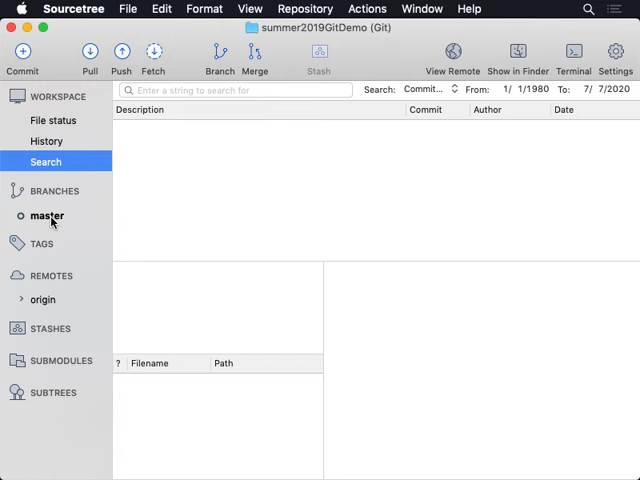 Sourcetree File Edit Format View Repository Actions Window Help
summer2019GitDemo (Git)
Commit Pull Push Fetch Branch Merge Stash View Remote Show in Finder Terminal Settings
Enter a string to search for Search: Commit... From: 1/ 1/1980 To: 7/ 7/2020
Description Commit Author Date
WORKSPACE
File status
History
Search
BRANCHES
master
TAGS
REMOTES
origin
STASHES
SUBMODULES
SUBTREES
? Filename Path